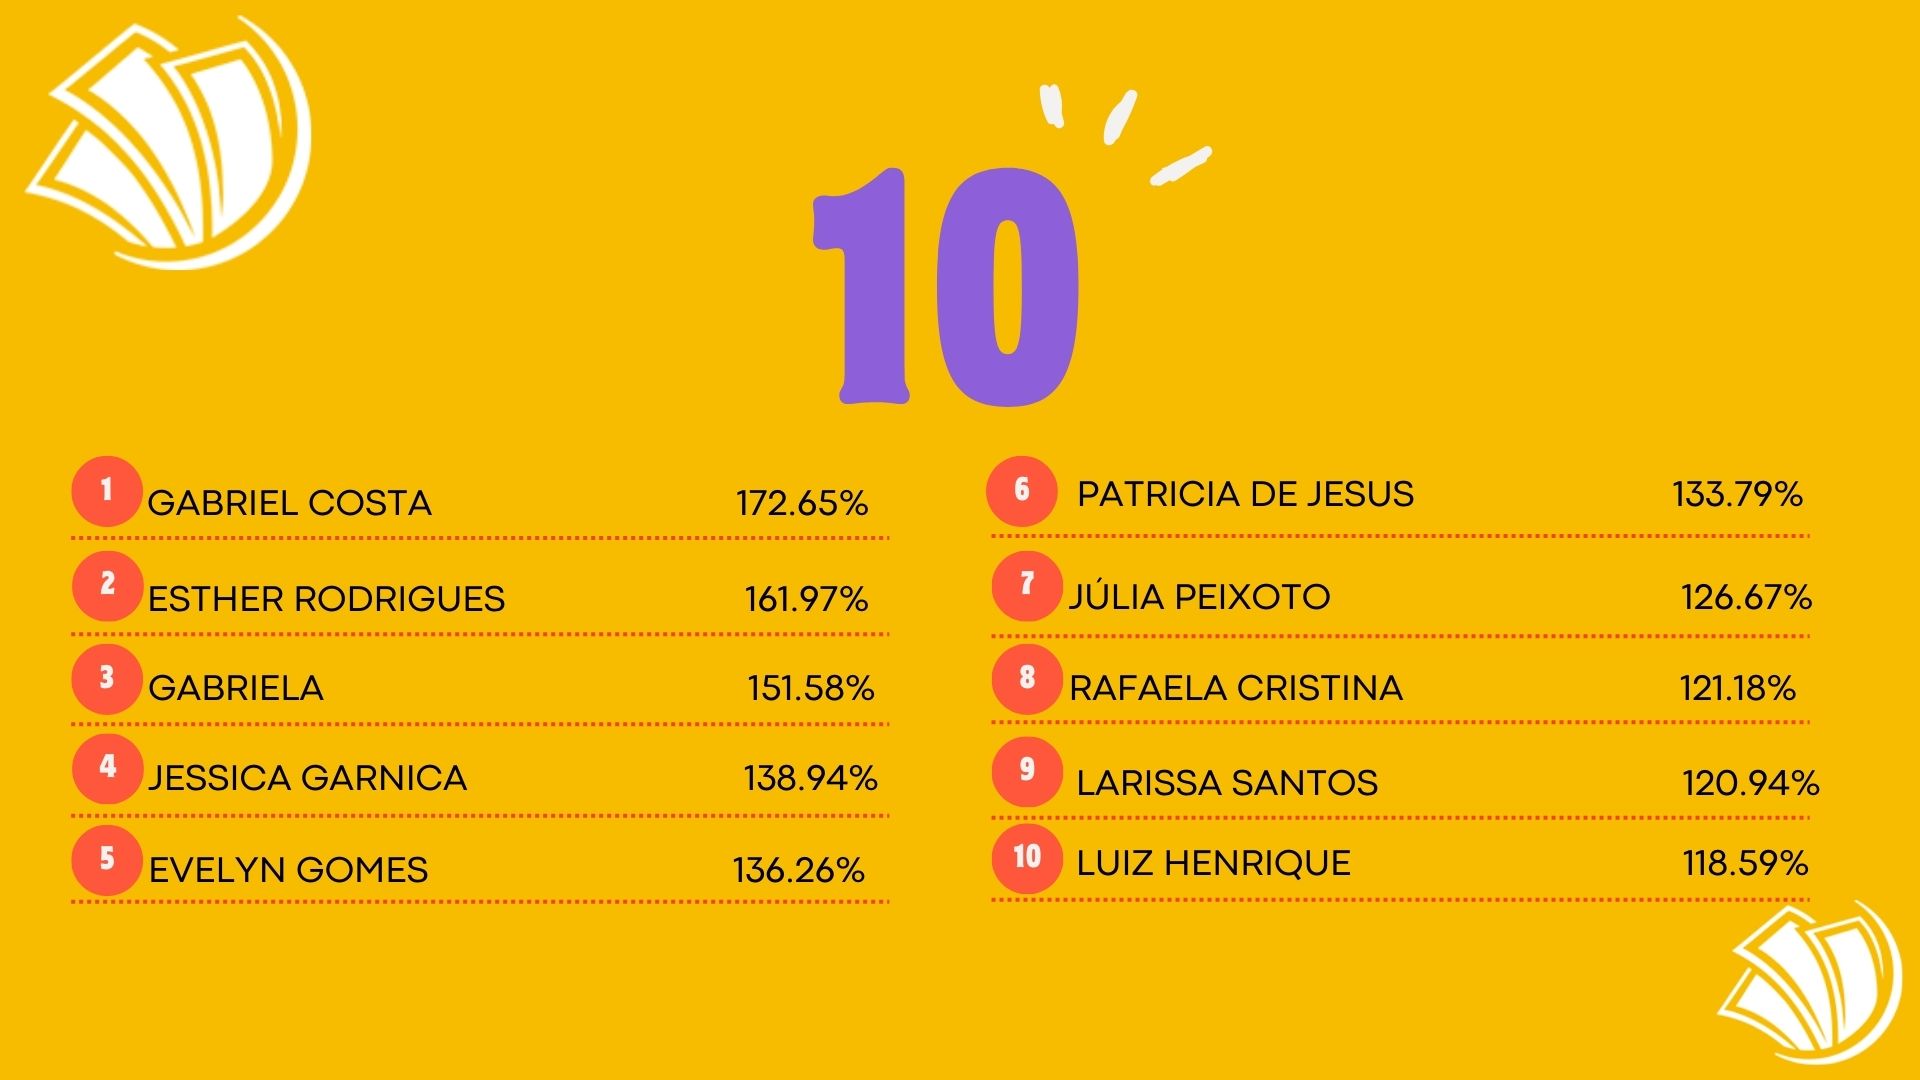 10
1 GABRIEL COSTA 172.65%
2 ESTHER RODRIGUES 161.97%
3 GABRIELA 151.58%
4 JESSICA GARNICA 138.94%
5 EVELYN GOMES 136.26%
6 PATRICIA DE JESUS 133.79%
7 JÚLIA PEIXOTO 126.67%
8 RAFAELA CRISTINA 121.18%
9 LARISSA SANTOS 120.94%
10 LUIZ HENRIQUE 118.59%